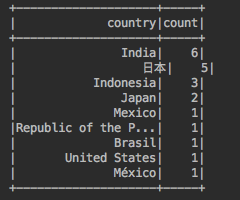 +--------------------+-----+
|             country|count|
+--------------------+-----+
|               India|    6|
|                  日本|    5|
|           Indonesia|    3|
|               Japan|    2|
|              Mexico|    1|
|Republic of the P...|    1|
|              Brasil|    1|
|       United States|    1|
|              México|    1|
+--------------------+-----+